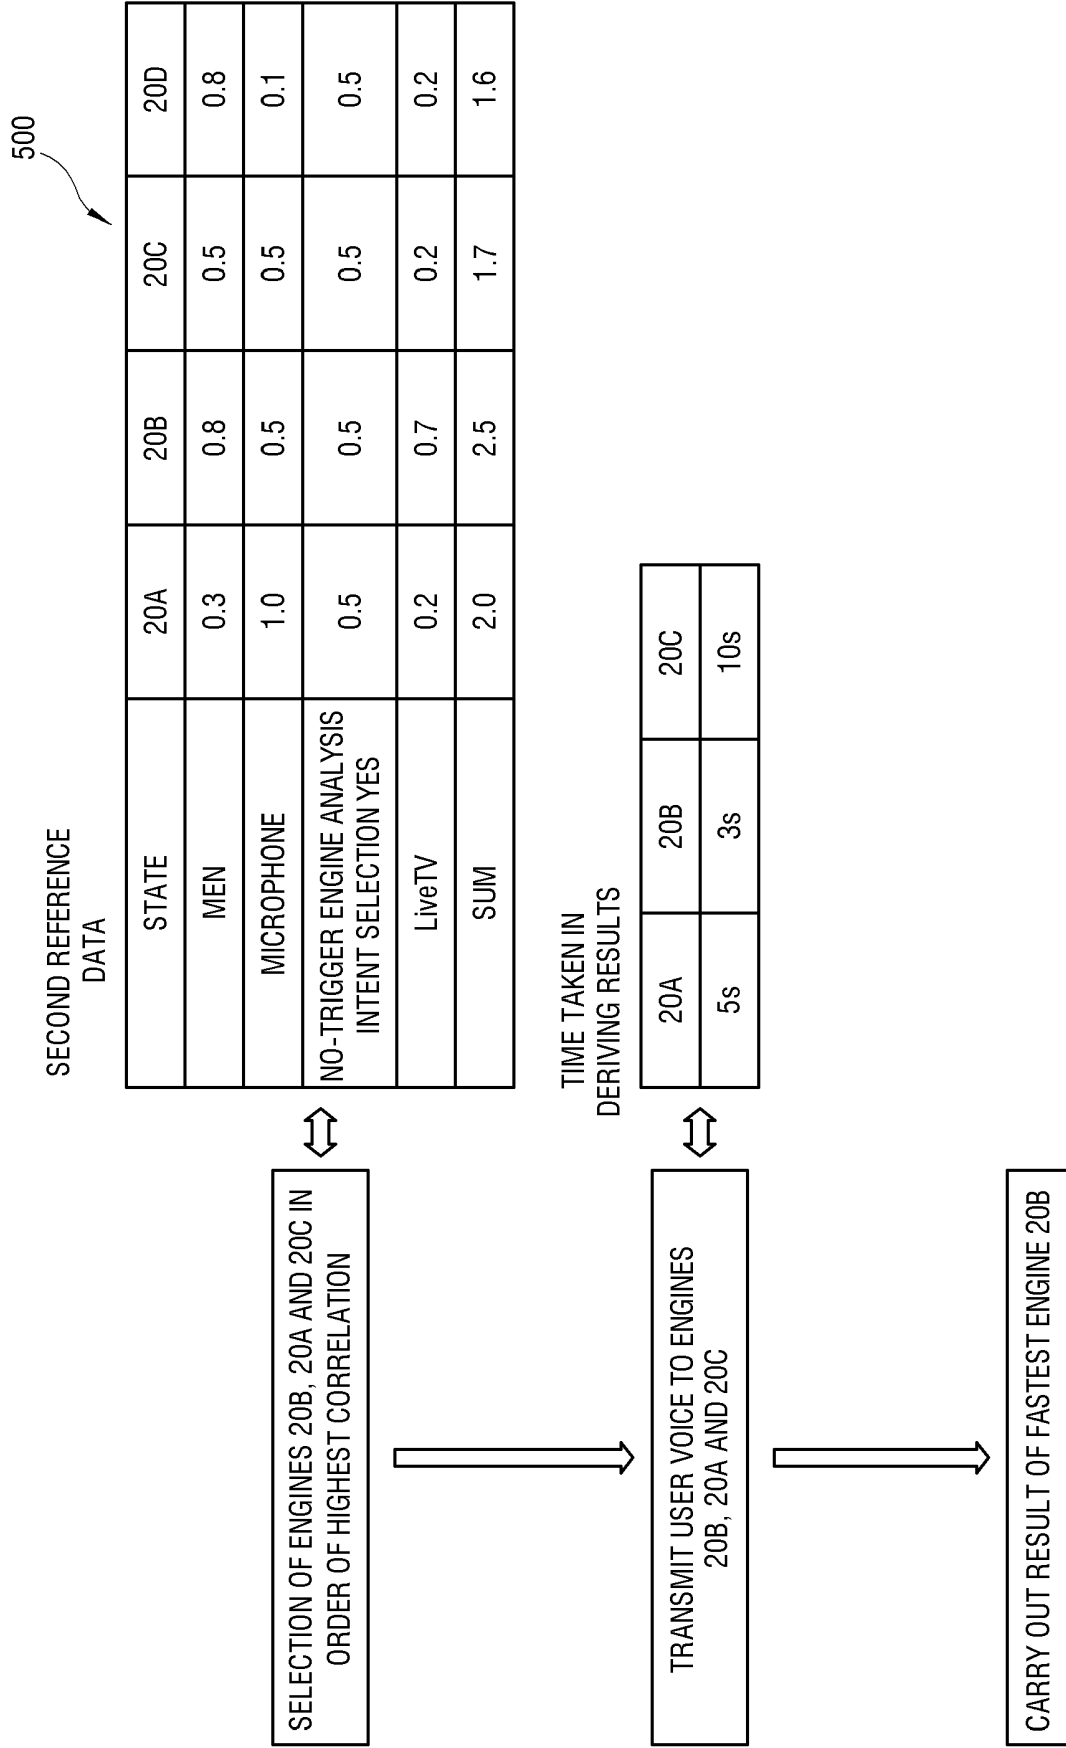 500
SECOND REFERENCE
DATA
STATE 20A 20B 20C 20D
MEN 0.3 0.8 0.5 0.8
MICROPHONE 1.0 0.5 0.5 0.1
NO-TRIGGER ENGINE ANALYSIS
INTENT SELECTION YES 0.5 0.5 0.5 0.5
LiveTV 0.2 0.7 0.2 0.2
SUM 2.0 2.5 1.7 1.6
SELECTION OF ENGINES 20B, 20A AND 20C IN
ORDER OF HIGHEST CORRELATION
TIME TAKEN IN
DERIVING RESULTS
20A 20B 20C
5s 3s 10s
TRANSMIT USER VOICE TO ENGINES
20B, 20A AND 20C
CARRY OUT RESULT OF FASTEST ENGINE 20B